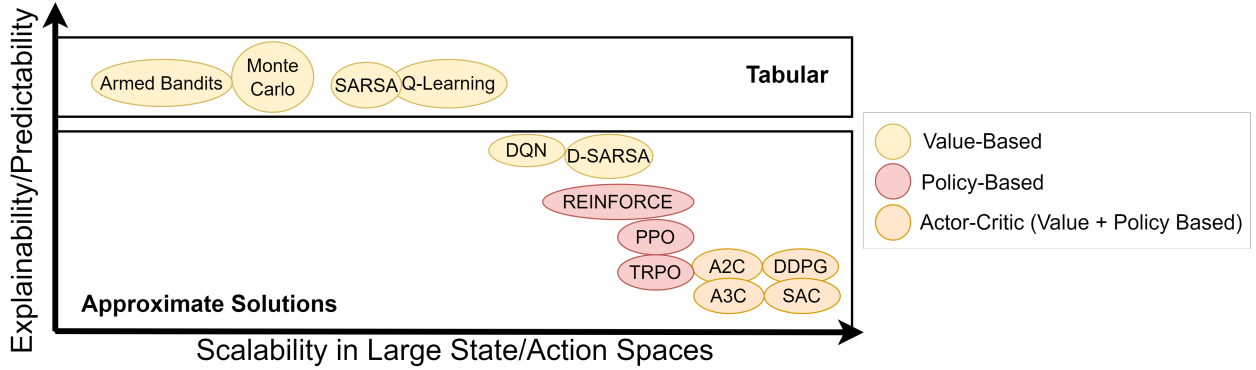 Explainability/Predictability
Armed Bandits
Monte
Carlo
SARSA
Q-Learning
Tabular
DQN
D-SARSA
REINFORCE
PPO
TRPO
A2C
DDPG
A3C
SAC
Approximate Solutions
Scalability in Large State/Action Spaces
Value-Based
Policy-Based
Actor-Critic (Value + Policy Based)